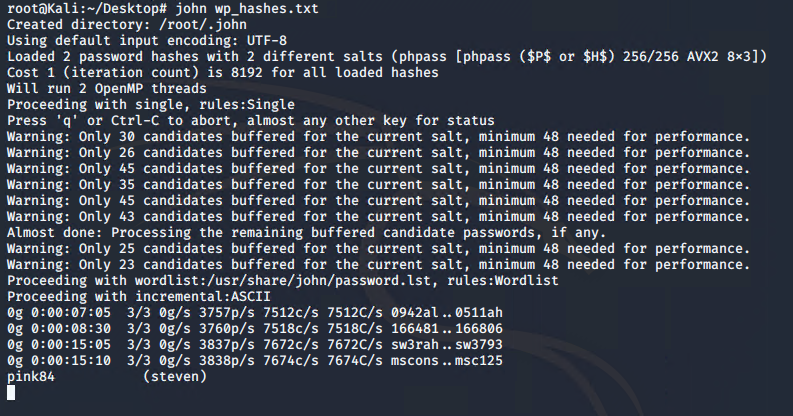 root@Kali:~/Desktop# john wp_hashes.txt
Created directory: /root/.john
Using default input encoding: UTF-8
Loaded 2 password hashes with 2 different salts (phpass [phpass ($P$ or $H$) 256/256 AVX2 8×3])
Cost 1 (iteration count) is 8192 for all loaded hashes
Will run 2 OpenMP threads
Proceeding with single, rules:Single
Press 'q' or Ctrl-C to abort, almost any other key for status
Warning: Only 30 candidates buffered for the current salt, minimum 48 needed for performance.
Warning: Only 26 candidates buffered for the current salt, minimum 48 needed for performance.
Warning: Only 45 candidates buffered for the current salt, minimum 48 needed for performance.
Warning: Only 35 candidates buffered for the current salt, minimum 48 needed for performance.
Warning: Only 45 candidates buffered for the current salt, minimum 48 needed for performance.
Warning: Only 43 candidates buffered for the current salt, minimum 48 needed for performance.
Almost done: Processing the remaining buffered candidate passwords, if any.
Warning: Only 25 candidates buffered for the current salt, minimum 48 needed for performance.
Warning: Only 23 candidates buffered for the current salt, minimum 48 needed for performance.
Proceeding with wordlist:/usr/share/john/password.lst, rules:Wordlist
Proceeding with incremental:ASCII
0g 0:00:07:05  3/3 0g/s 3757p/s 7512c/s 7512C/s 0942al..0511ah
0g 0:00:08:30  3/3 0g/s 3760p/s 7518c/s 7518C/s 166481..166806
0g 0:00:15:05  3/3 0g/s 3837p/s 7672c/s 7672C/s sw3rah..sw3793
0g 0:00:15:10  3/3 0g/s 3838p/s 7674c/s 7674C/s mscons..msc125
pink84           (steven)